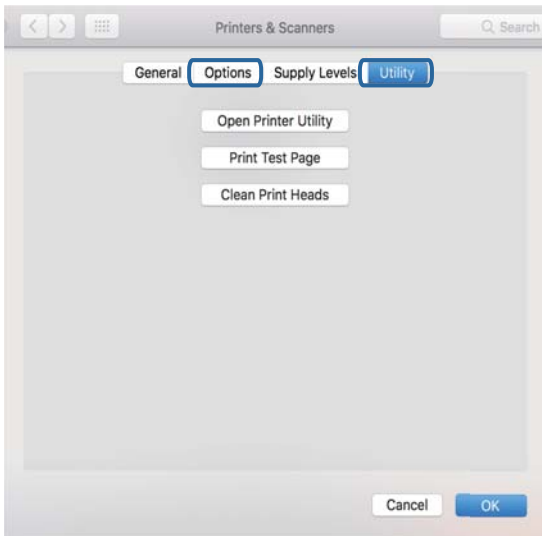 Printers & Scanners
Search
General Options Supply Levels Utility
Open Printer Utility
Print Test Page
Clean Print Heads
Cancel OK